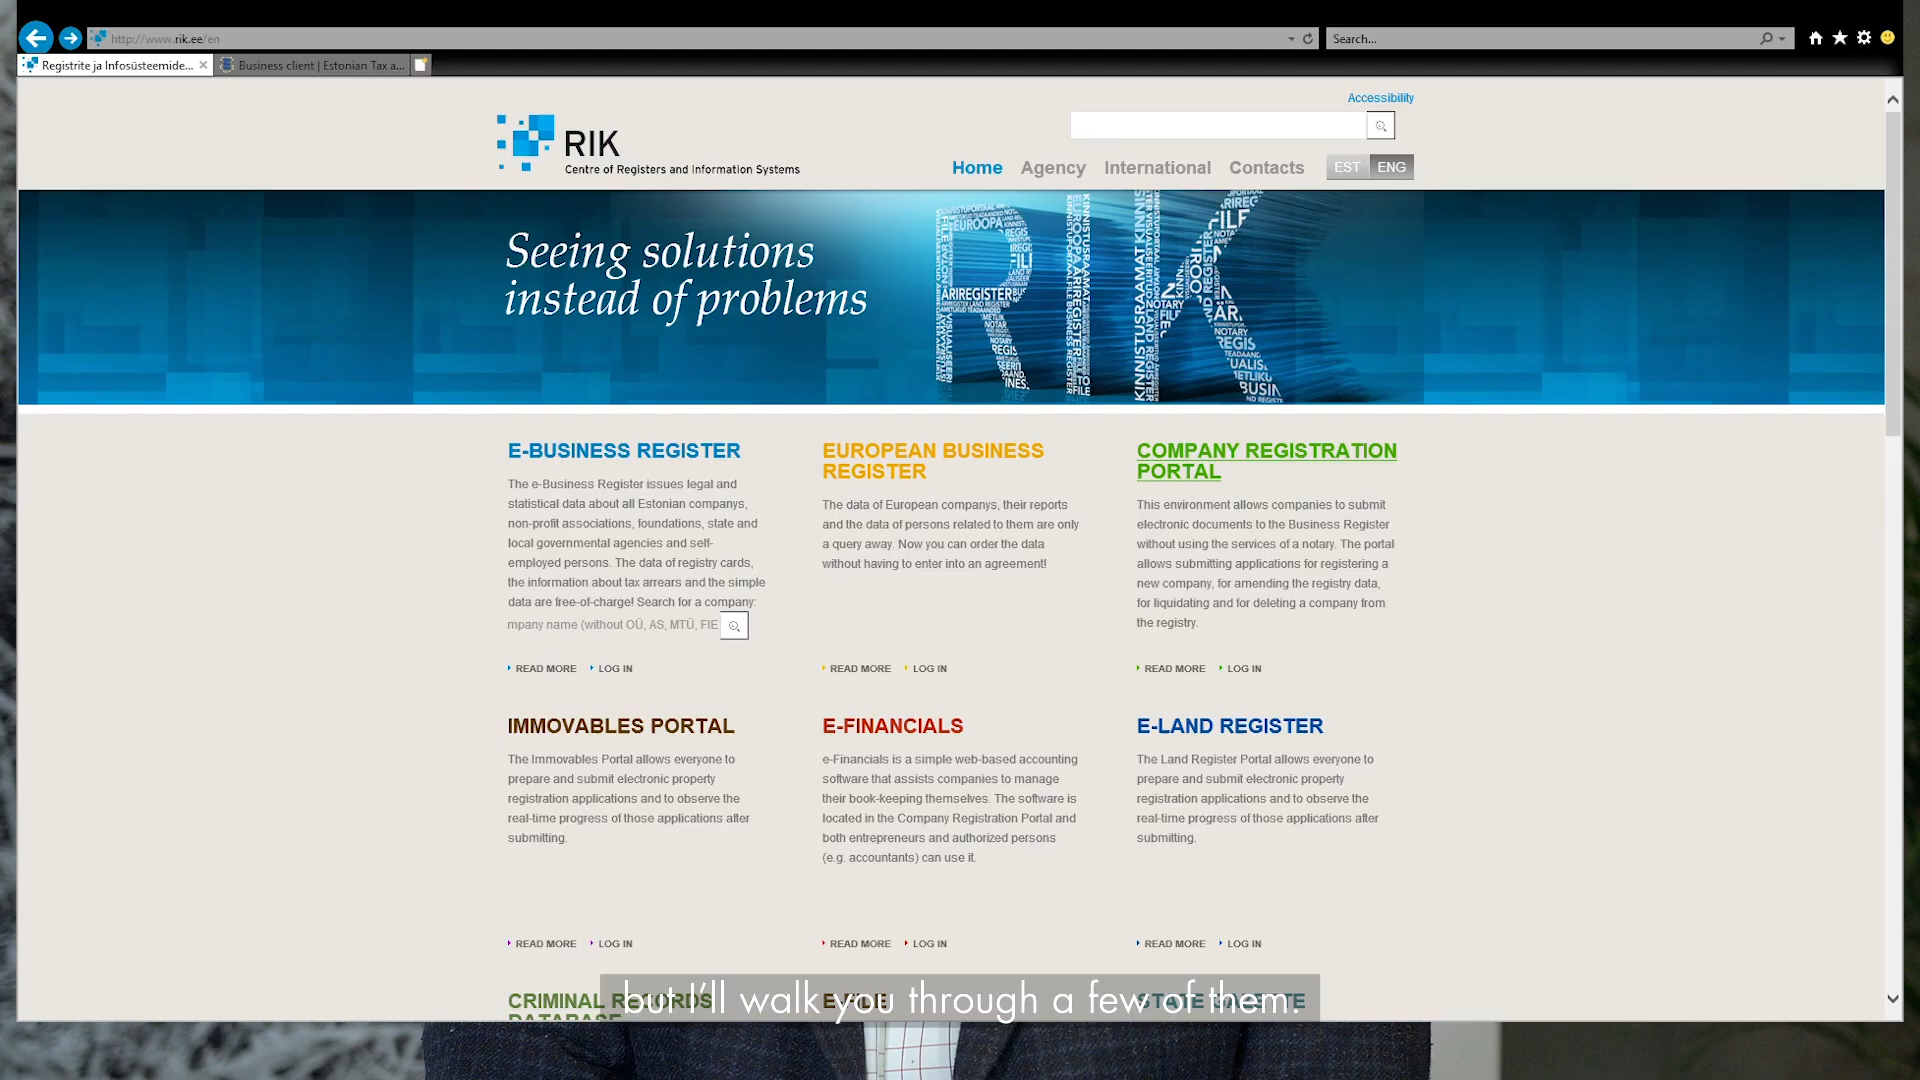 http://www.rik.ee/en
Search...
Registrite ja Infosüsteemide...
Business client | Estonian Tax a...
Accessibility
RIK
Centre of Registers and Information Systems
Home
Agency
International
Contacts
EST
ENG
Seeing solutions
instead of problems
E-BUSINESS REGISTER
The e-Business Register issues legal and
statistical data about all Estonian companys,
non-profit associations, foundations, state and
local governmental agencies and self-
employed persons. The data of registry cards,
the information about tax arrears and the simple
data are free-of-charge! Search for a company:
mpany name (without OÜ, AS, MTÜ, FIE
READ MORE
LOG IN
EUROPEAN BUSINESS
REGISTER
The data of European companys, their reports
and the data of persons related to them are only
a query away. Now you can order the data
without having to enter into an agreement!
READ MORE
LOG IN
COMPANY REGISTRATION
PORTAL
This environment allows companies to submit
electronic documents to the Business Register
without using the services of a notary. The portal
allows submitting applications for registering a
new company, for amending the registry data,
for liquidating and for deleting a company from
the registry.
READ MORE
LOG IN
IMMOVABLES PORTAL
The Immovables Portal allows everyone to
prepare and submit electronic property
registration applications and to observe the
real-time progress of those applications after
submitting.
READ MORE
LOG IN
E-FINANCIALS
e-Financials is a simple web-based accounting
software that assists companies to manage
their book-keeping themselves. The software is
located in the Company Registration Portal and
both entrepreneurs and authorized persons
(e.g. accountants) can use it.
READ MORE
LOG IN
E-LAND REGISTER
The Land Register Portal allows everyone to
prepare and submit electronic property
registration applications and to observe the
real-time progress of those applications after
submitting.
READ MORE
LOG IN
CRIMINAL RECORDS
DATABASE
E-FILE
STATE GAZETTE
but I'll walk you through a few of them.